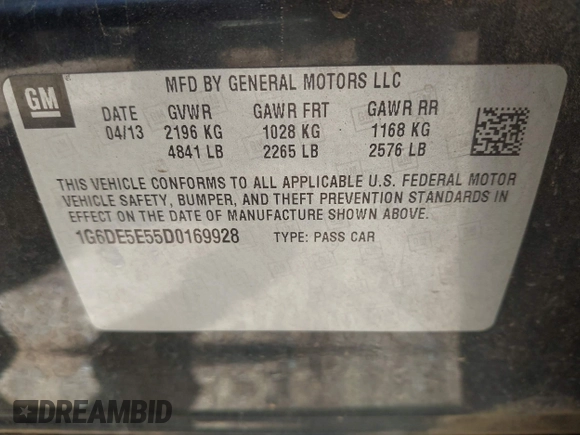 GM
MFD BY GENERAL MOTORS LLC
DATE GVWR GAWR FRT GAWR RR
04/13 2196 KG 1028 KG 1168 KG
4841 LB 2265 LB 2576 LB
THIS VEHICLE CONFORMS TO ALL APPLICABLE U.S. FEDERAL MOTOR
VEHICLE SAFETY, BUMPER, AND THEFT PREVENTION STANDARDS IN
EFFECT ON THE DATE OF MANUFACTURE SHOWN ABOVE.
1G6DE5E55D0169928 TYPE: PASS CAR
DREAMBID